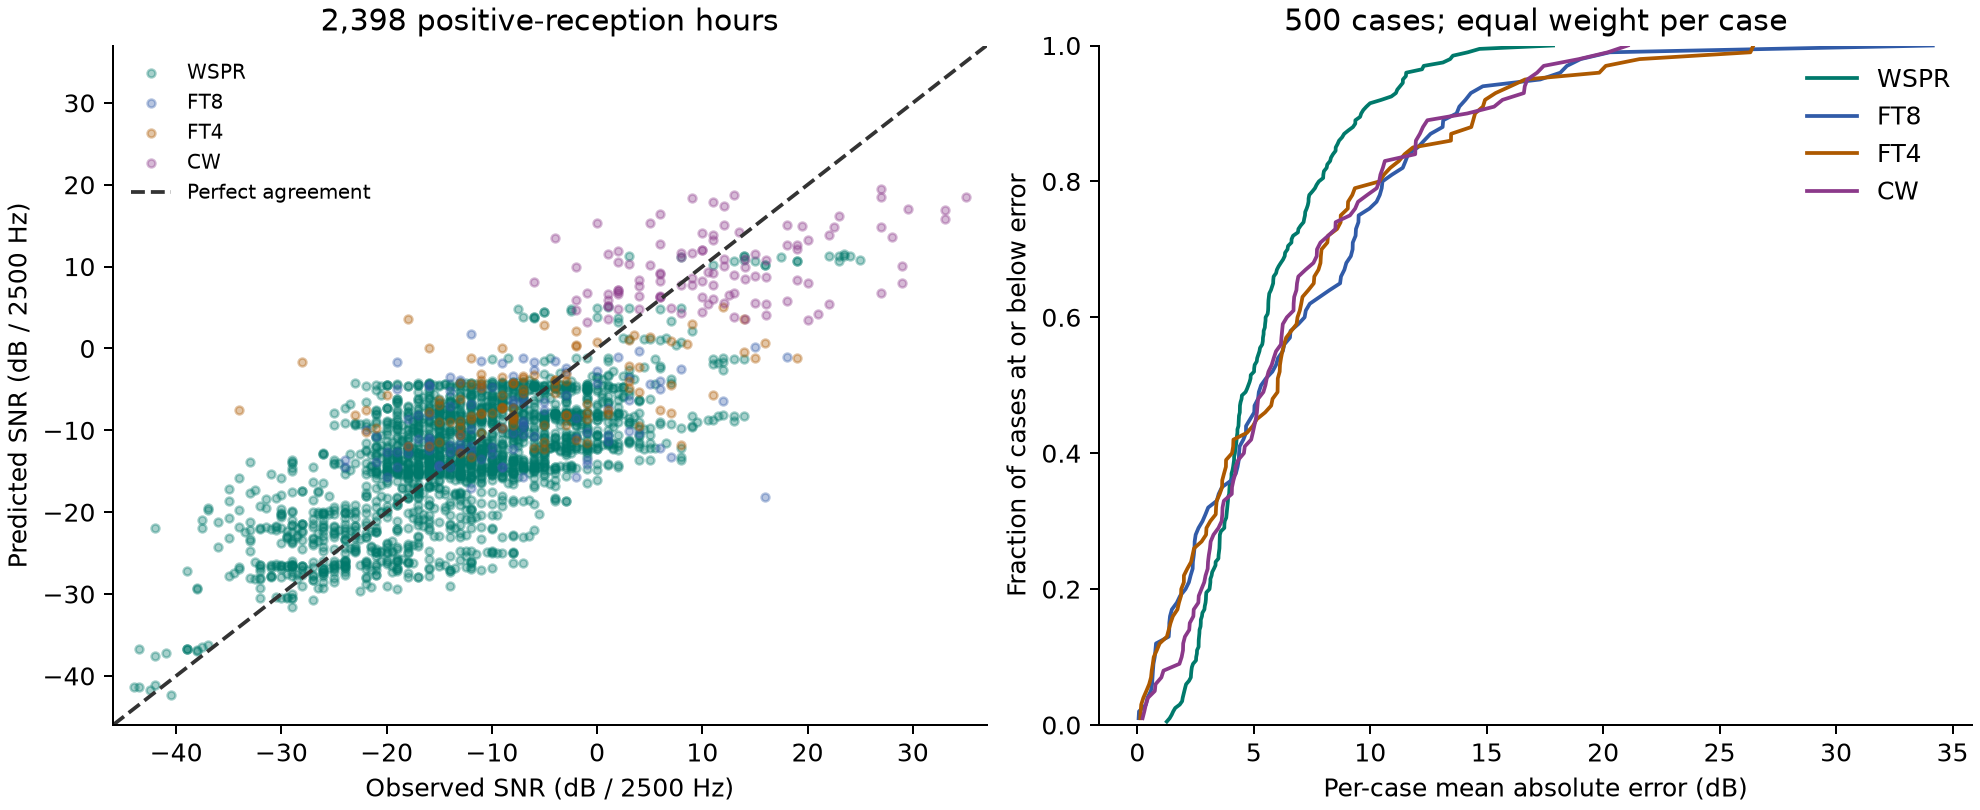 2,398 positive-reception hours
WSPR
FT8
FT4
CW
Perfect agreement
30
20
10
0
−10
−20
−30
−40
Predicted SNR (dB / 2500 Hz)
−40
−30
−20
−10
0
10
20
30
Observed SNR (dB / 2500 Hz)
500 cases; equal weight per case
WSPR
FT8
FT4
CW
1.0
0.8
0.6
0.4
0.2
0.0
Fraction of cases at or below error
0
5
10
15
20
25
30
35
Per-case mean absolute error (dB)